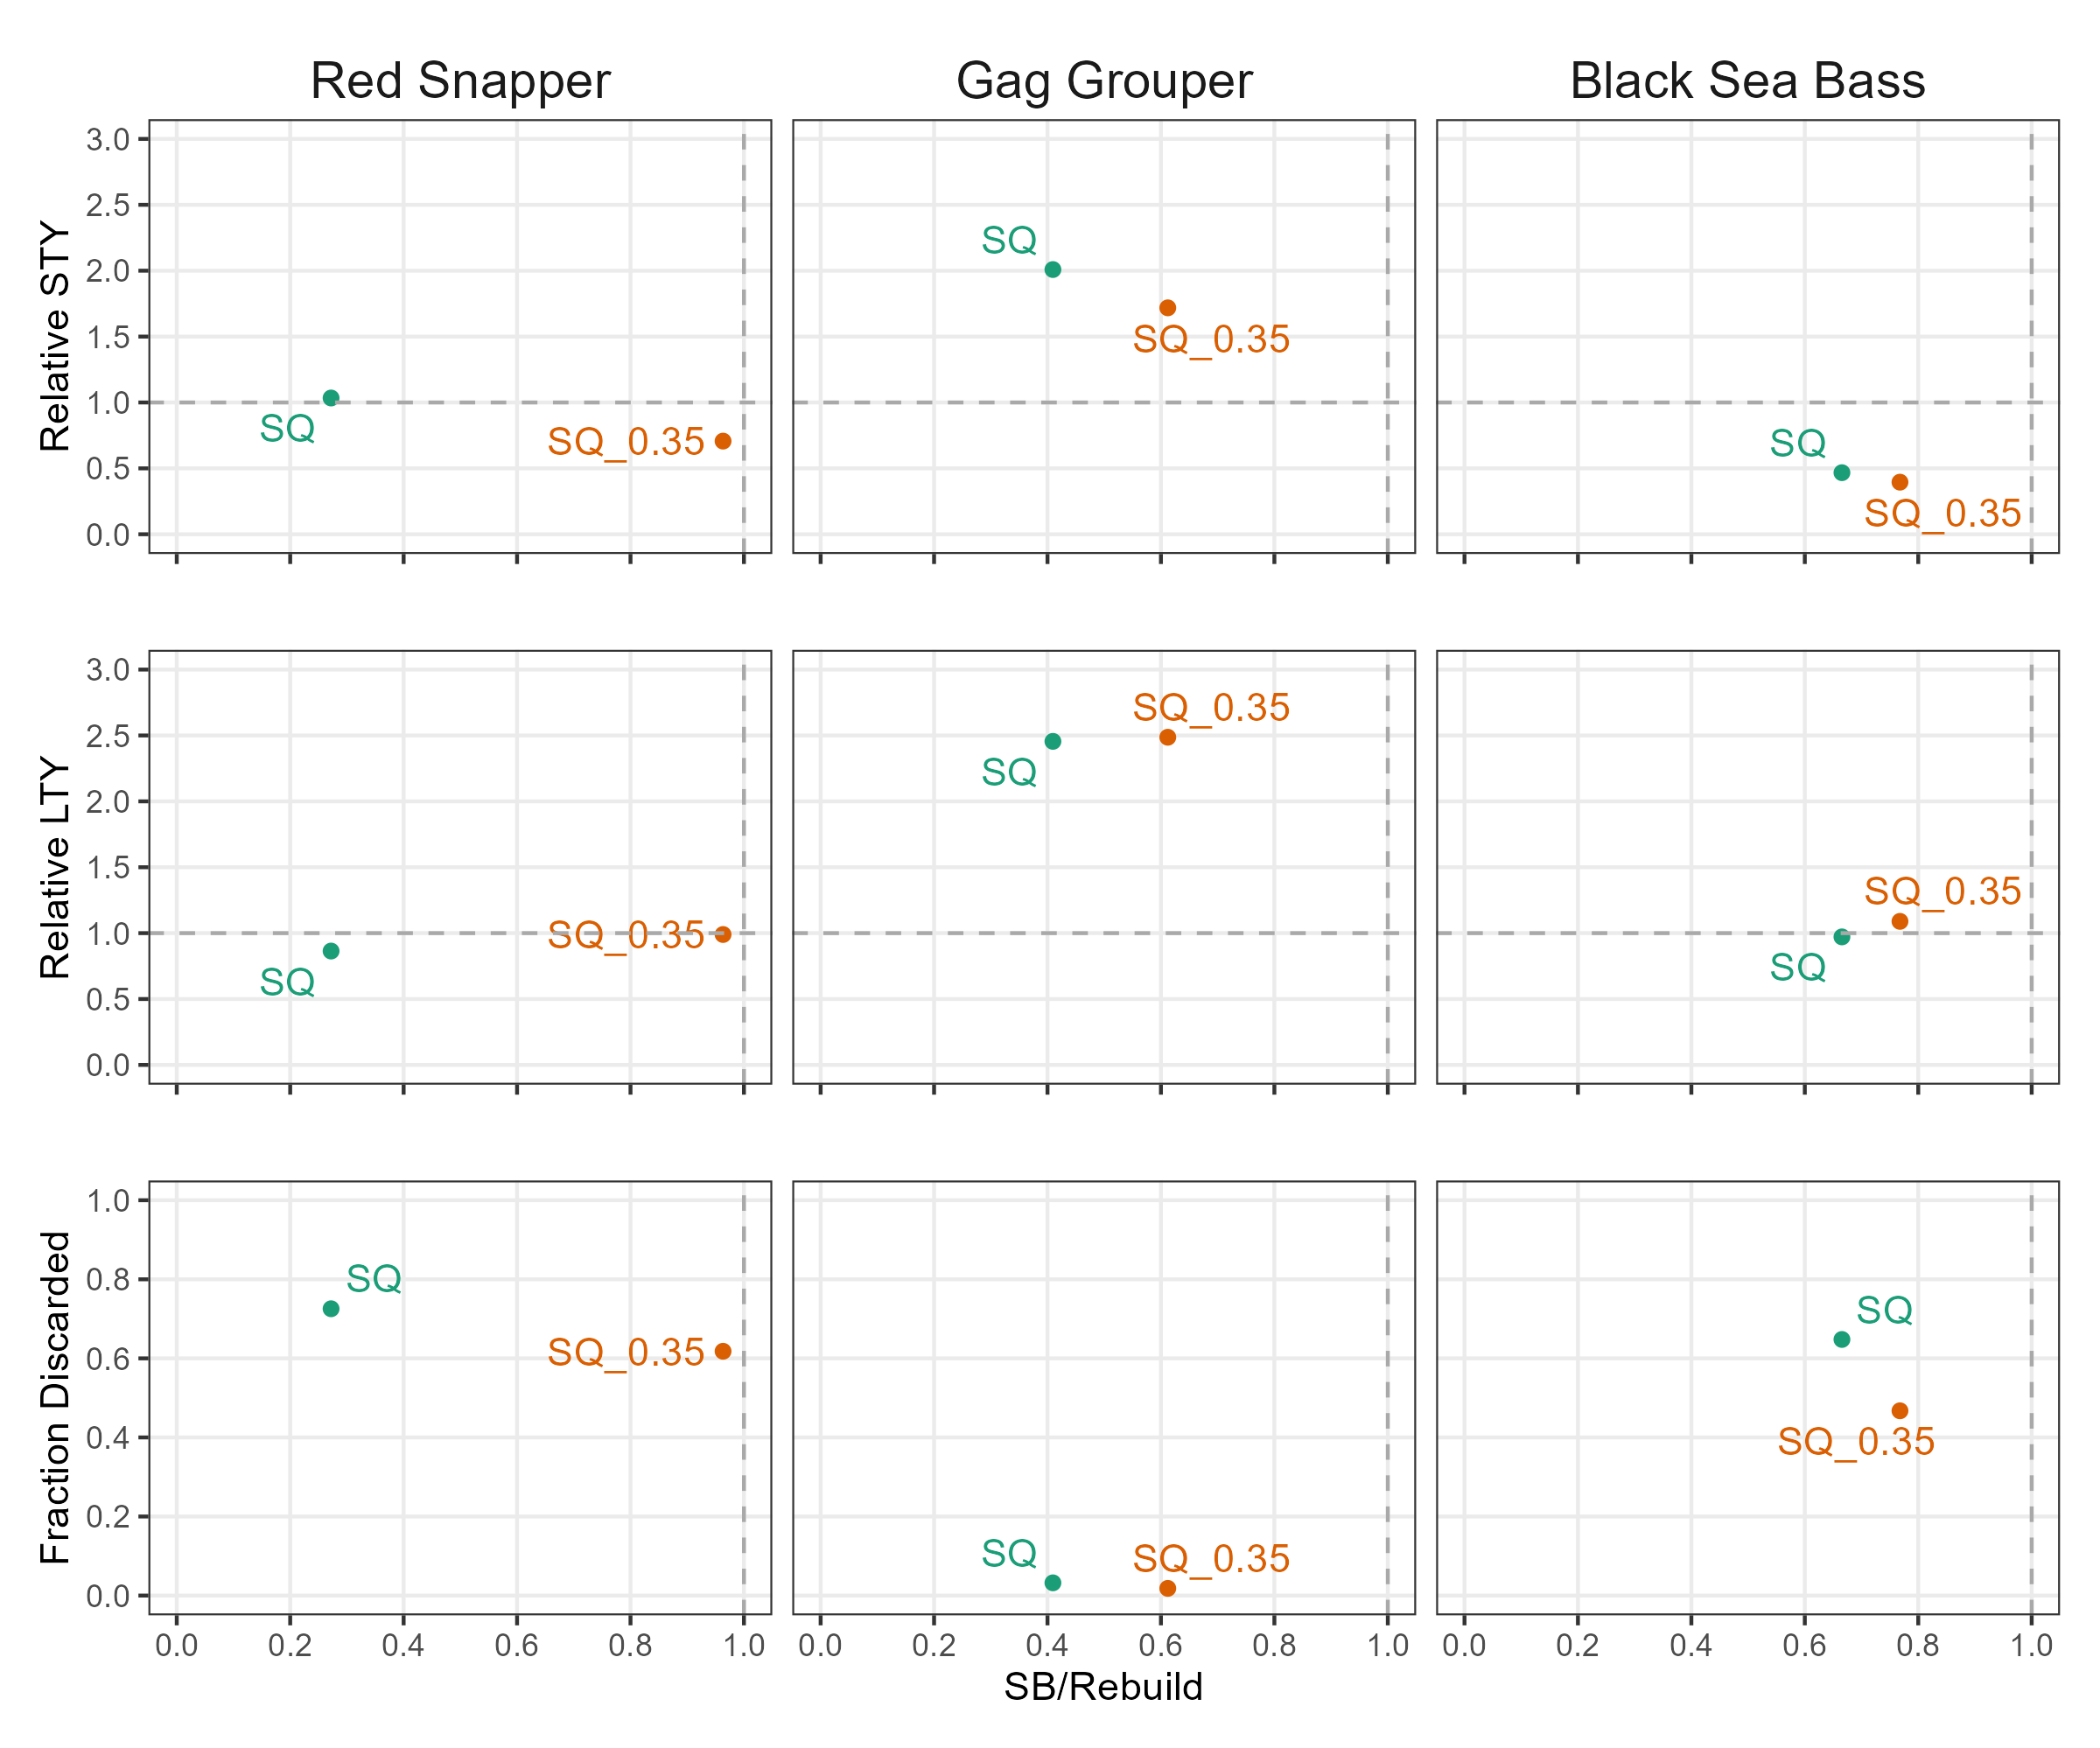 Red Snapper Gag Grouper Black Sea Bass
Relative STY
3.0
2.5
2.0
1.5
1.0
0.5
0.0
SQ
SQ_0.35
SQ
SQ_0.35
SQ
SQ_0.35
Relative LTY
3.0
2.5
2.0
1.5
1.0
0.5
0.0
SQ
SQ_0.35
SQ
SQ_0.35
SQ
SQ_0.35
Fraction Discarded
1.0
0.8
0.6
0.4
0.2
0.0
SQ
SQ_0.35
SQ
SQ_0.35
SQ
SQ_0.35
0.0 0.2 0.4 0.6 0.8 1.0 0.0 0.2 0.4 0.6 0.8 1.0 0.0 0.2 0.4 0.6 0.8 1.0
SB/Rebuild